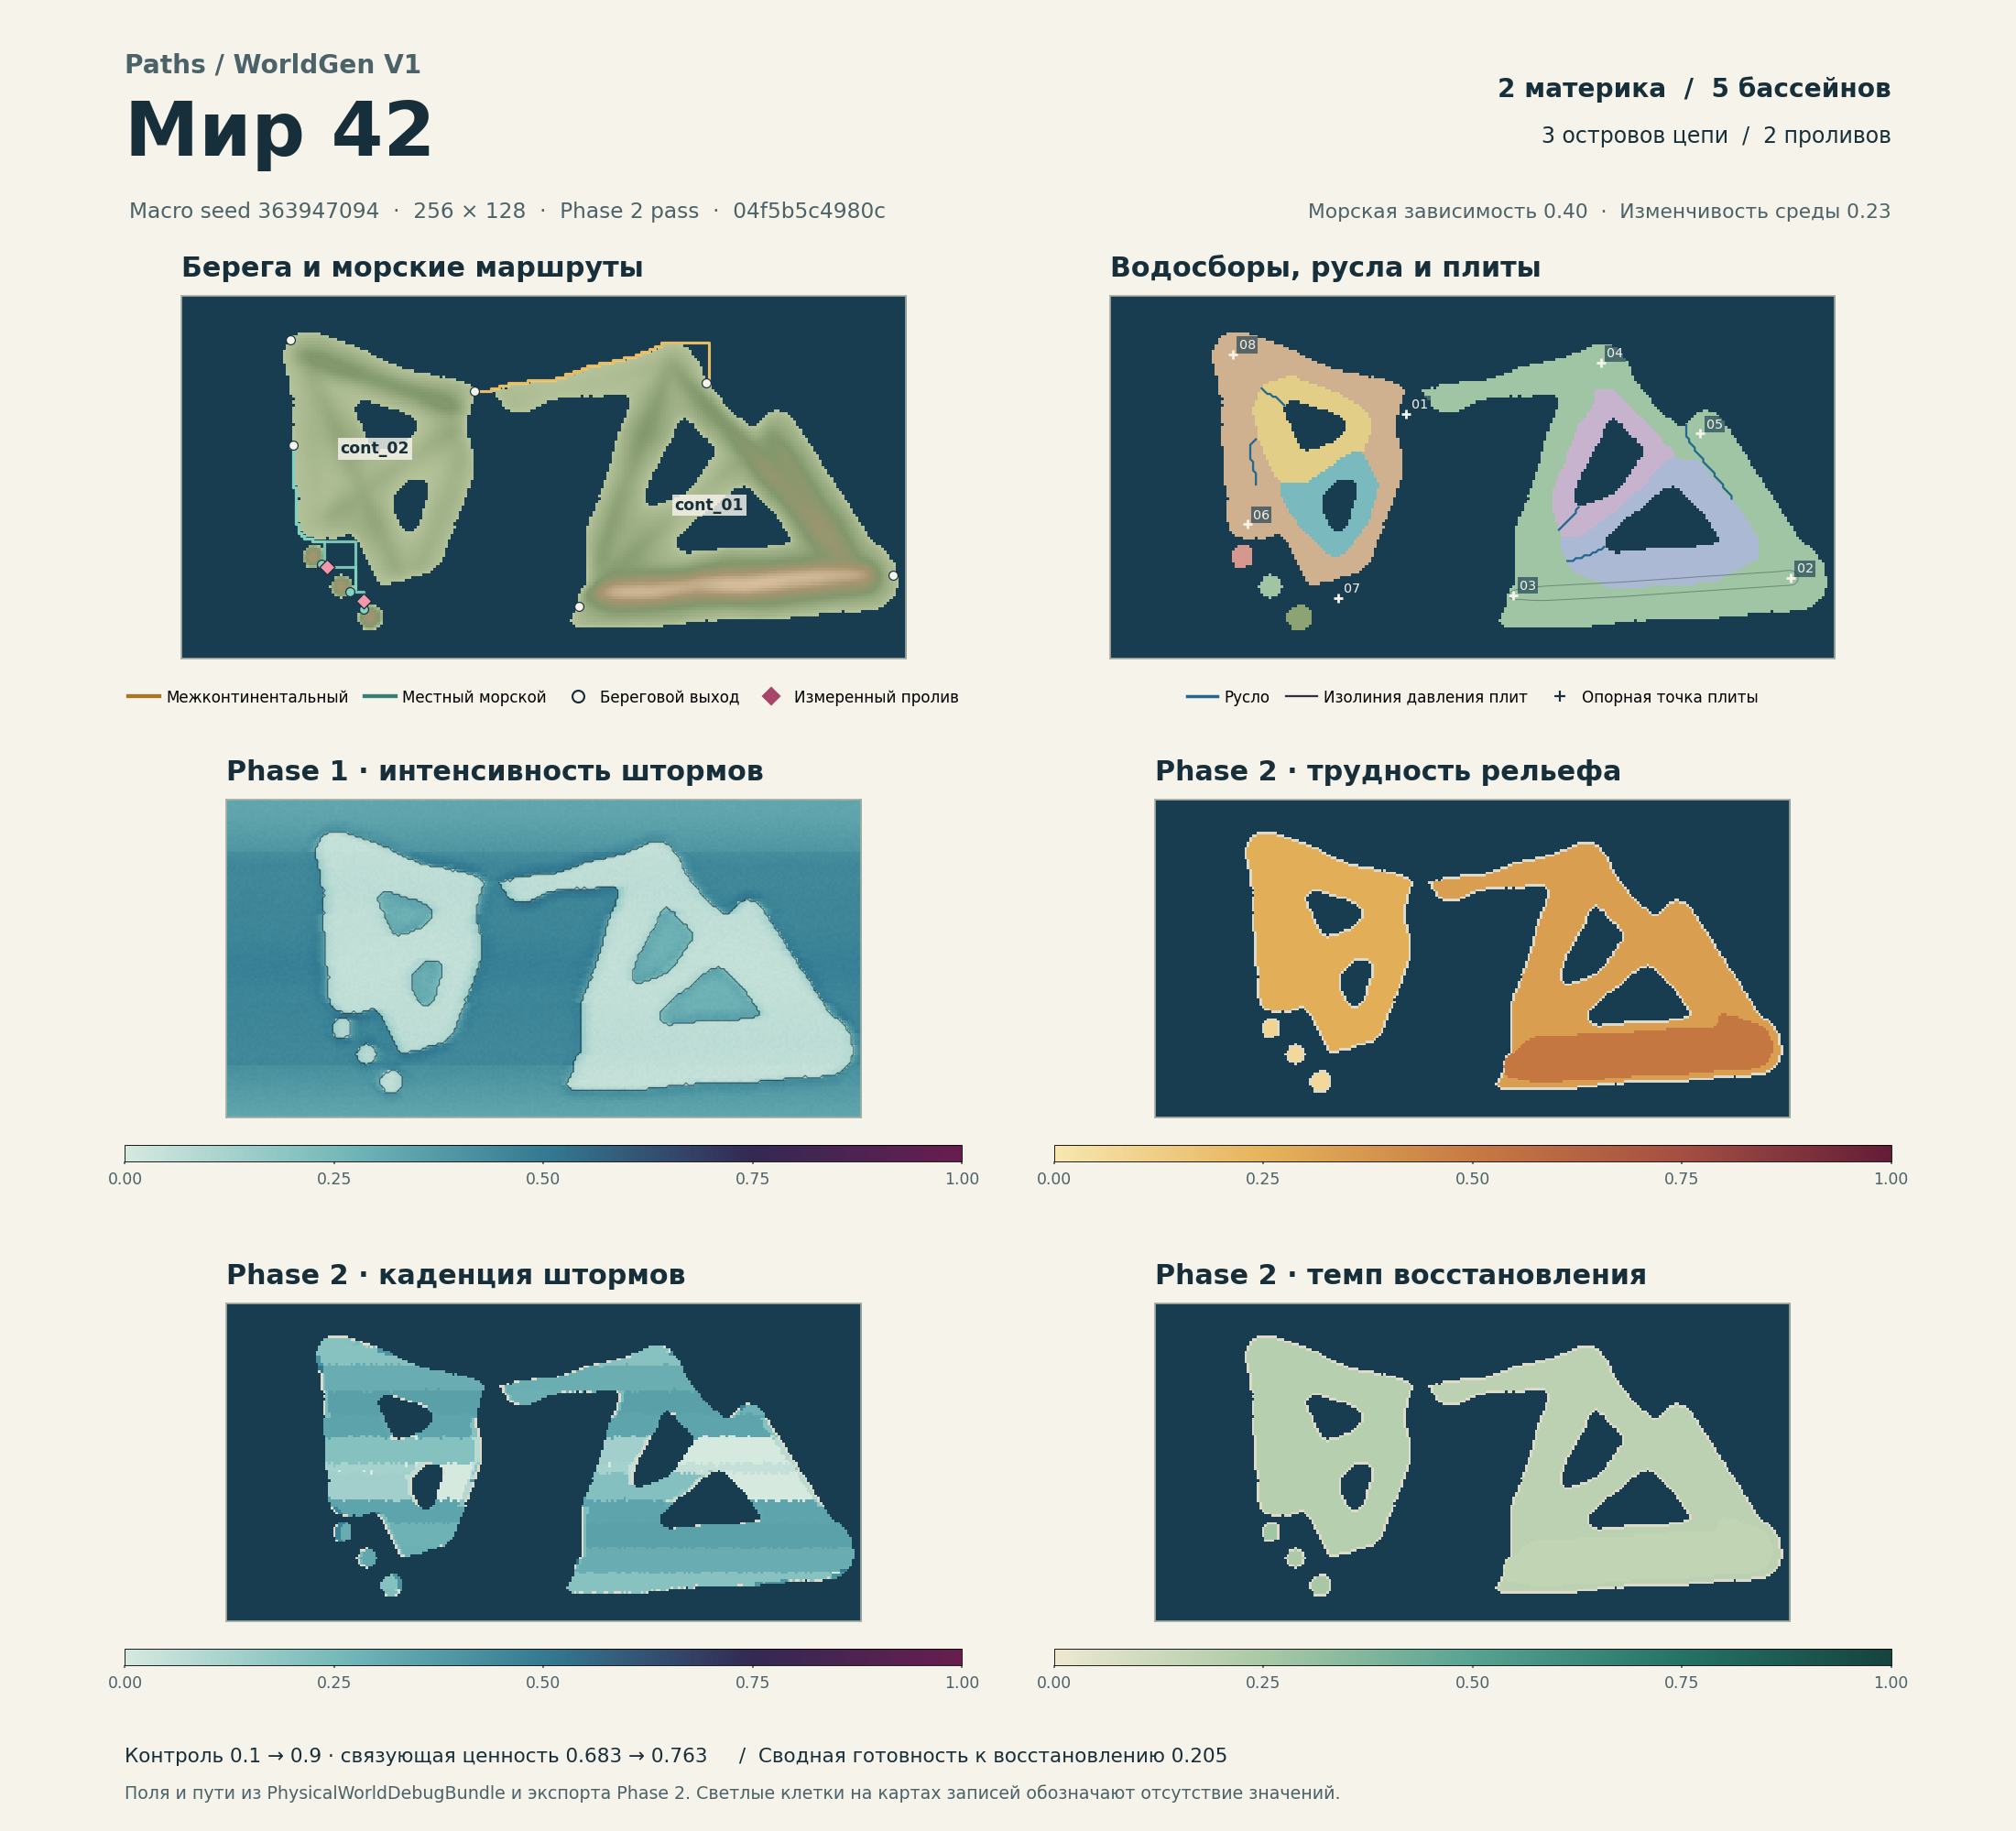 Paths / WorldGen V1
Мир 42
2 материка / 5 бассейнов
3 островов цепи / 2 проливов
Macro seed 363947094 · 256 × 128 · Phase 2 pass · 04f5b5c4980c
Морская зависимость 0.40 · Изменчивость среды 0.23
Берега и морские маршруты
cont_02
cont_01
Межконтинентальный
Местный морской
Береговой выход
Измеренный пролив
Водосборы, русла и плиты
08
04
01
05
06
02
03
07
Русло
Изолиния давления плит
Опорная точка плиты
Phase 1 · интенсивность штормов
0.00 0.25 0.50 0.75 1.00
Phase 2 · трудность рельефа
0.00 0.25 0.50 0.75 1.00
Phase 2 · каденция штормов
0.00 0.25 0.50 0.75 1.00
Phase 2 · темп восстановления
0.00 0.25 0.50 0.75 1.00
Контроль 0.1 → 0.9 · связующая ценность 0.683 → 0.763 / Сводная готовность к восстановлению 0.205
Поля и пути из PhysicalWorldDebugBundle и экспорта Phase 2. Светлые клетки на картах записей обозначают отсутствие значений.